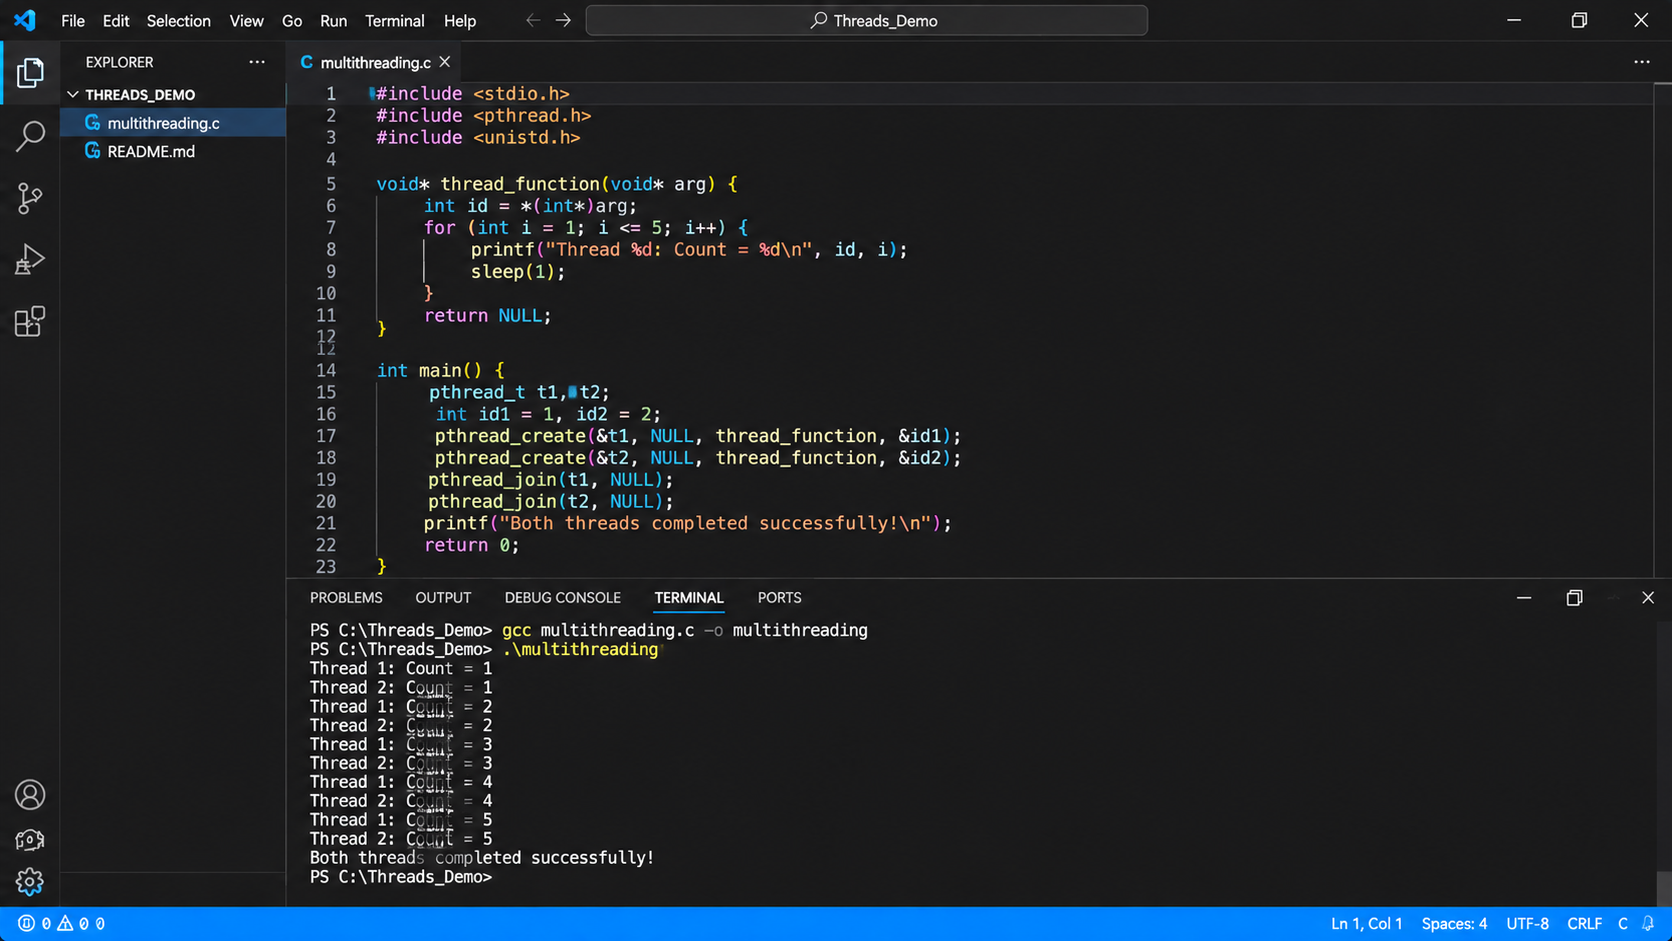 File Edit Selection View Go Run Terminal Help
Threads_Demo
EXPLORER
THREADS_DEMO
multithreading.c
README.md
C multithreading.c
1 #include <stdio.h>
2 #include <pthread.h>
3 #include <unistd.h>
4
5 void* thread_function(void* arg) {
6 int id = *(int*)arg;
7 for (int i = 1; i <= 5; i++) {
8 printf("Thread %d: Count = %d\n", id, i);
9 sleep(1);
10 }
11 return NULL;
12 }
12
14 int main() {
15 pthread_t t1, t2;
16 int id1 = 1, id2 = 2;
17 pthread_create(&t1, NULL, thread_function, &id1);
18 pthread_create(&t2, NULL, thread_function, &id2);
19 pthread_join(t1, NULL);
20 pthread_join(t2, NULL);
21 printf("Both threads completed successfully!\n");
22 return 0;
23 }
PROBLEMS OUTPUT DEBUG CONSOLE TERMINAL PORTS
PS C:\Threads_Demo> gcc multithreading.c -o multithreading
PS C:\Threads_Demo> .\multithreading
Thread 1: Count = 1
Thread 2: Count = 1
Thread 1: Count = 2
Thread 2: Count = 2
Thread 1: Count = 3
Thread 2: Count = 3
Thread 1: Count = 4
Thread 2: Count = 4
Thread 1: Count = 5
Thread 2: Count = 5
Both threads completed successfully!
PS C:\Threads_Demo>
0 0 0 Ln 1, Col 1 Spaces: 4 UTF-8 CRLF C